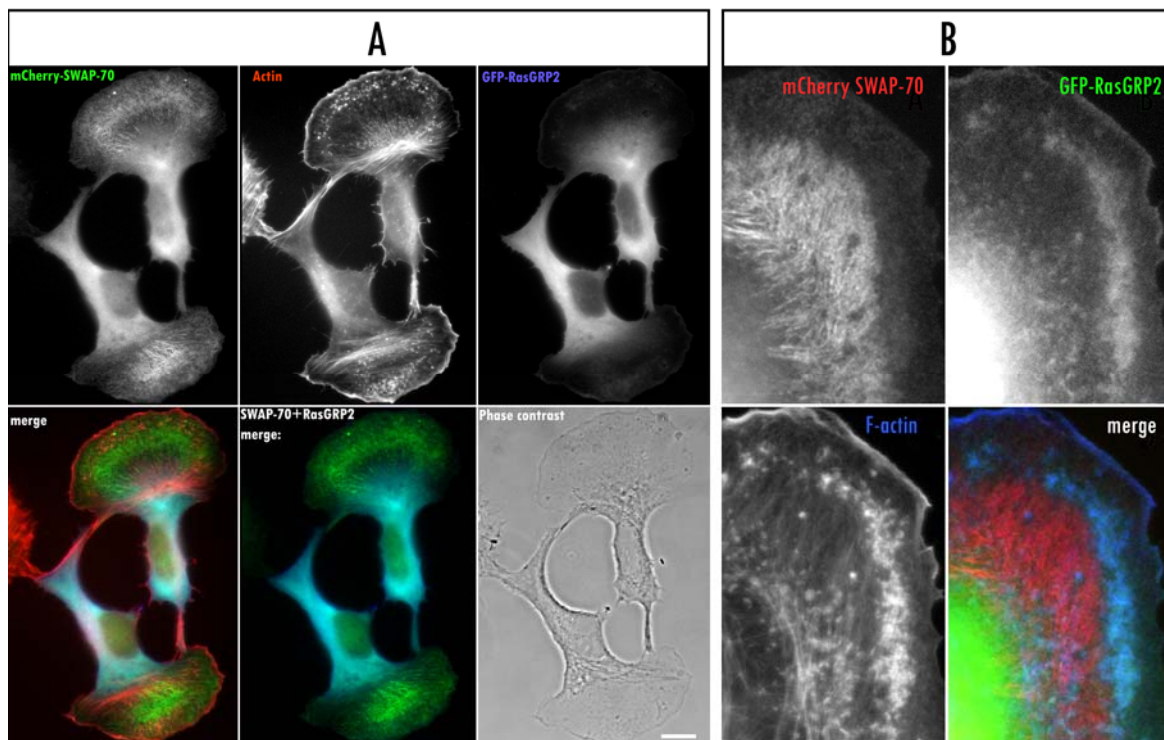 A
B
mCherry-SWAP-70
Actin
GFP-RasGRP2
mCherry SWAP-70
GFP-RasGRP2
merge
SWAP-70+RasGRP2
merge:
Phase contrast
F-actin
merge